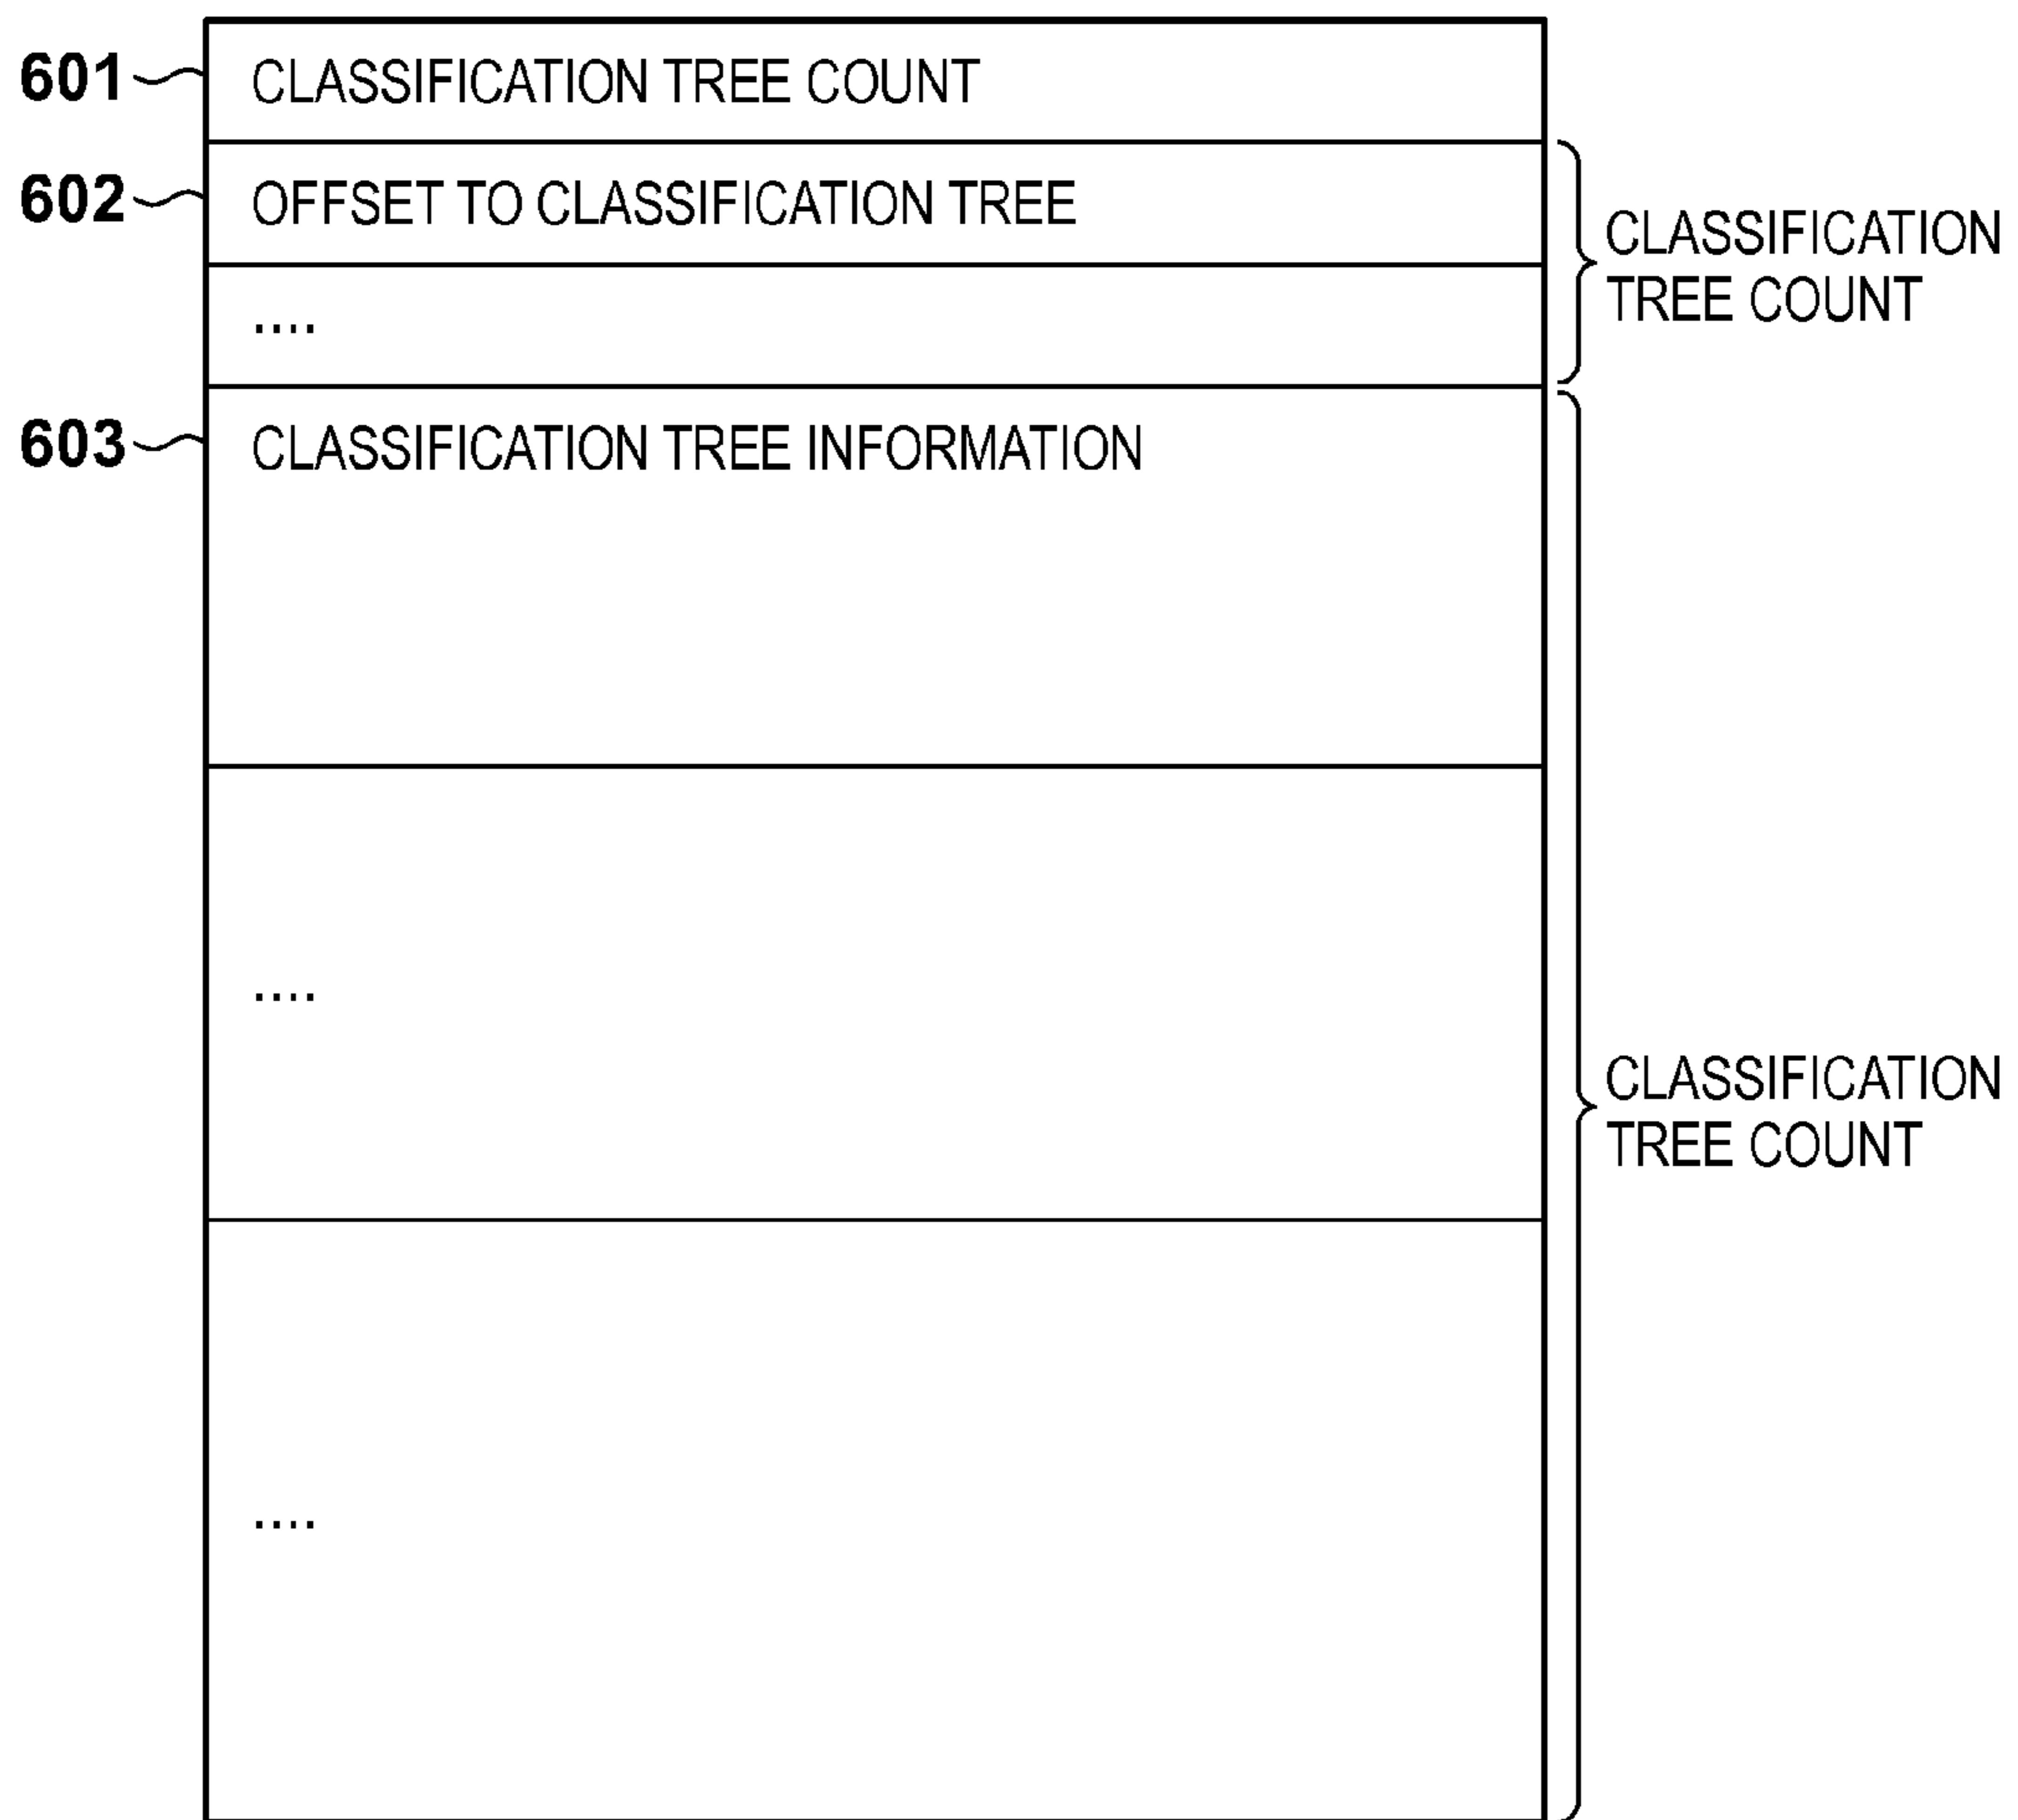 601 CLASSIFICATION TREE COUNT
602 OFFSET TO CLASSIFICATION TREE
....
CLASSIFICATION
TREE COUNT
603 CLASSIFICATION TREE INFORMATION
....
CLASSIFICATION
TREE COUNT
....